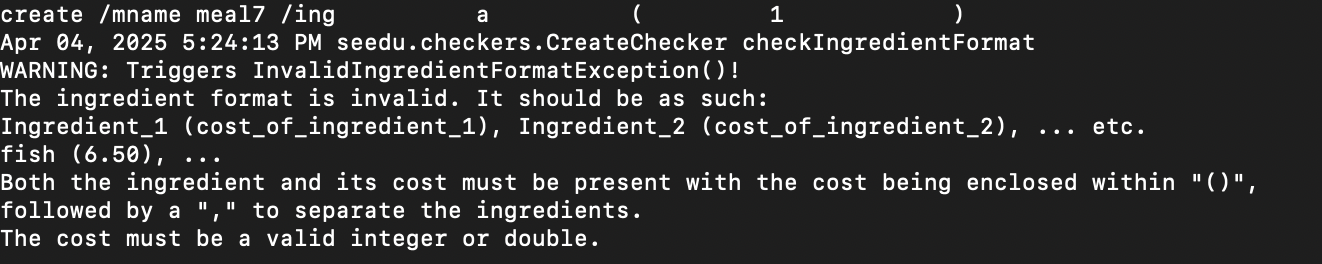 create /mname meal7 /ing          a          (         1            )
Apr 04, 2025 5:24:13 PM seedu.checkers.CreateChecker checkIngredientFormat
WARNING: Triggers InvalidIngredientFormatException()!
The ingredient format is invalid. It should be as such:
Ingredient_1 (cost_of_ingredient_1), Ingredient_2 (cost_of_ingredient_2), ... etc.
fish (6.50), ...
Both the ingredient and its cost must be present with the cost being enclosed within "()",
followed by a "," to separate the ingredients.
The cost must be a valid integer or double.